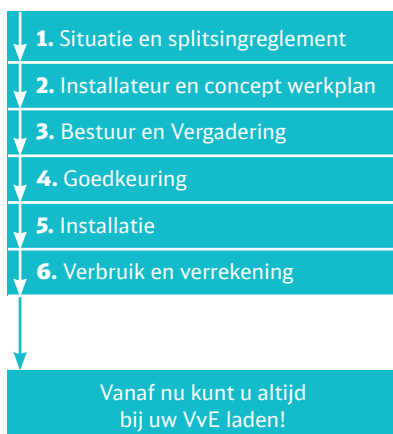 1. Situatie en splitsingreglement
2. Installateur en concept werkplan
3. Bestuur en Vergadering
4. Goedkeuring
5. Installatie
6. Verbruik en verrekening
Vanaf nu kunt u altijd
bij uw VvE laden!